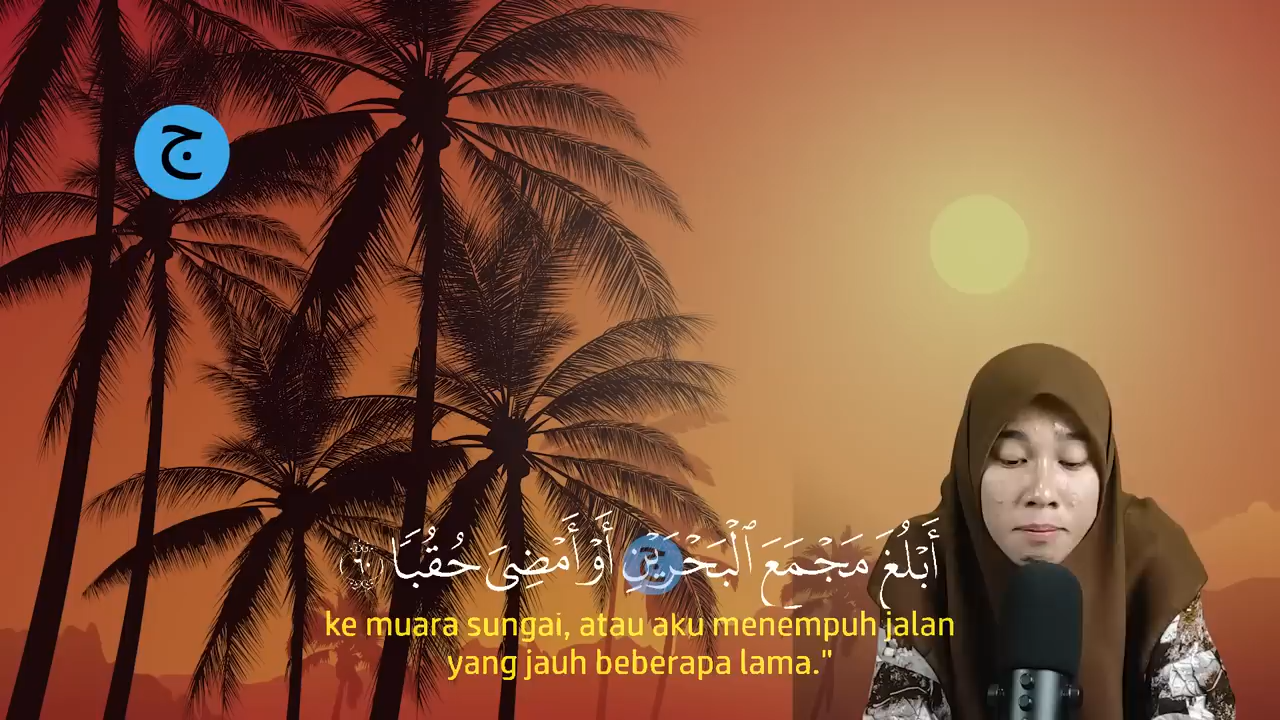 ج
أَبْلُغَ مَجْمَعَ ٱلْبَحْرَيْنِ أَوْ أَمْضِىَ حُقُبًا ﴿٦٠﴾
ke muara sungai, atau aku menempuh jalan
yang jauh beberapa lama."